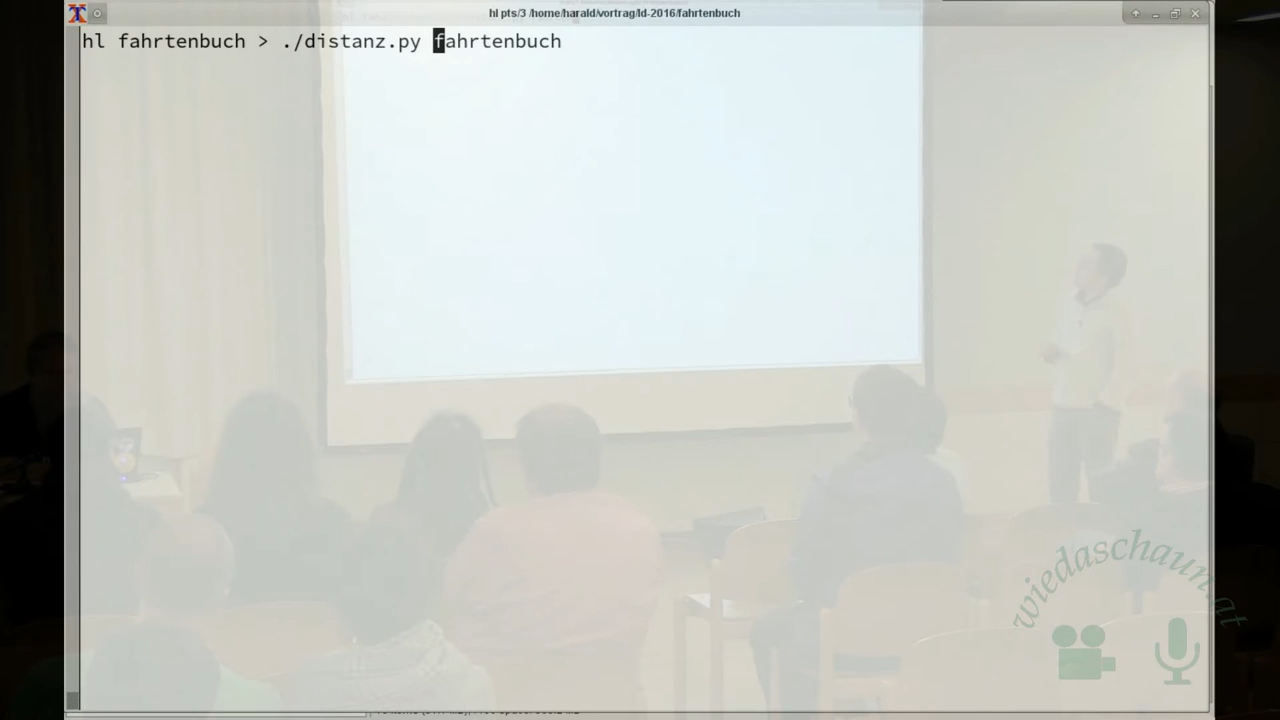 hl pts/3 /home/harald/vortrag/ld-2016/fahrtenbuch
hl fahrtenbuch > ./distanz.py fahrtenbuch
wiedaschaun.at